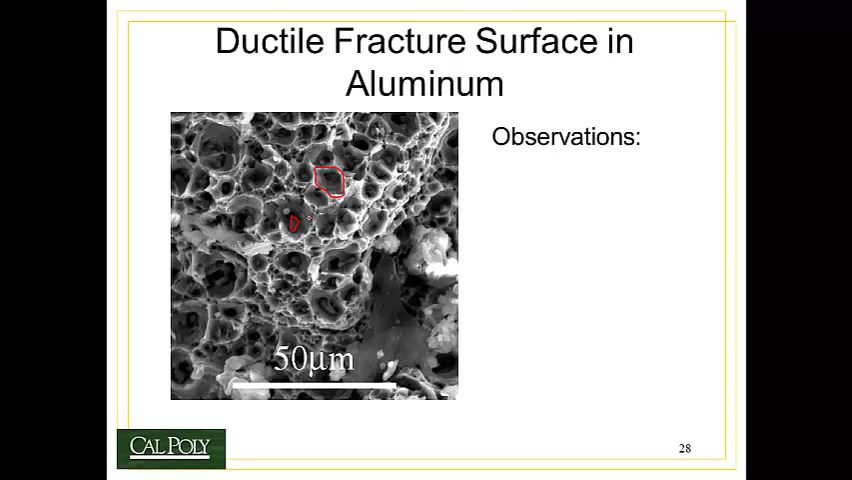 Ductile Fracture Surface in
Aluminum
Observations:
50µm
CAL POLY
28